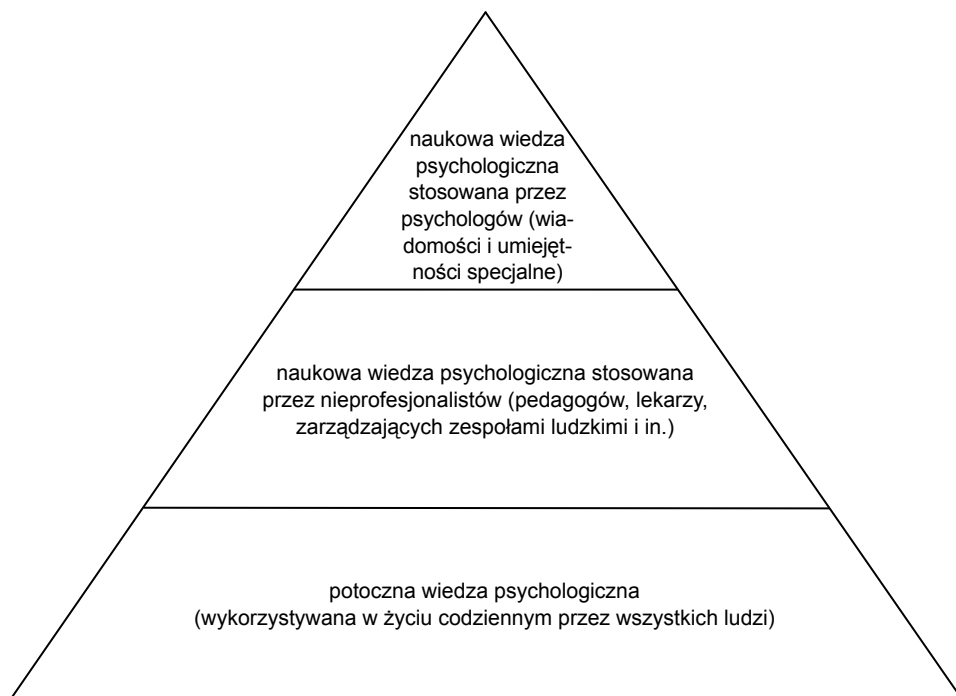 naukowa wiedza
psychologiczna
stosowana przez
psychologów (wia-
domości i umiejęt-
ności specjalne)
naukowa wiedza psychologiczna stosowana
przez nieprofesjonalistów (pedagogów, lekarzy,
zarządzających zespołami ludzkimi i in.)
potoczna wiedza psychologiczna
(wykorzystywana w życiu codziennym przez wszystkich ludzi)